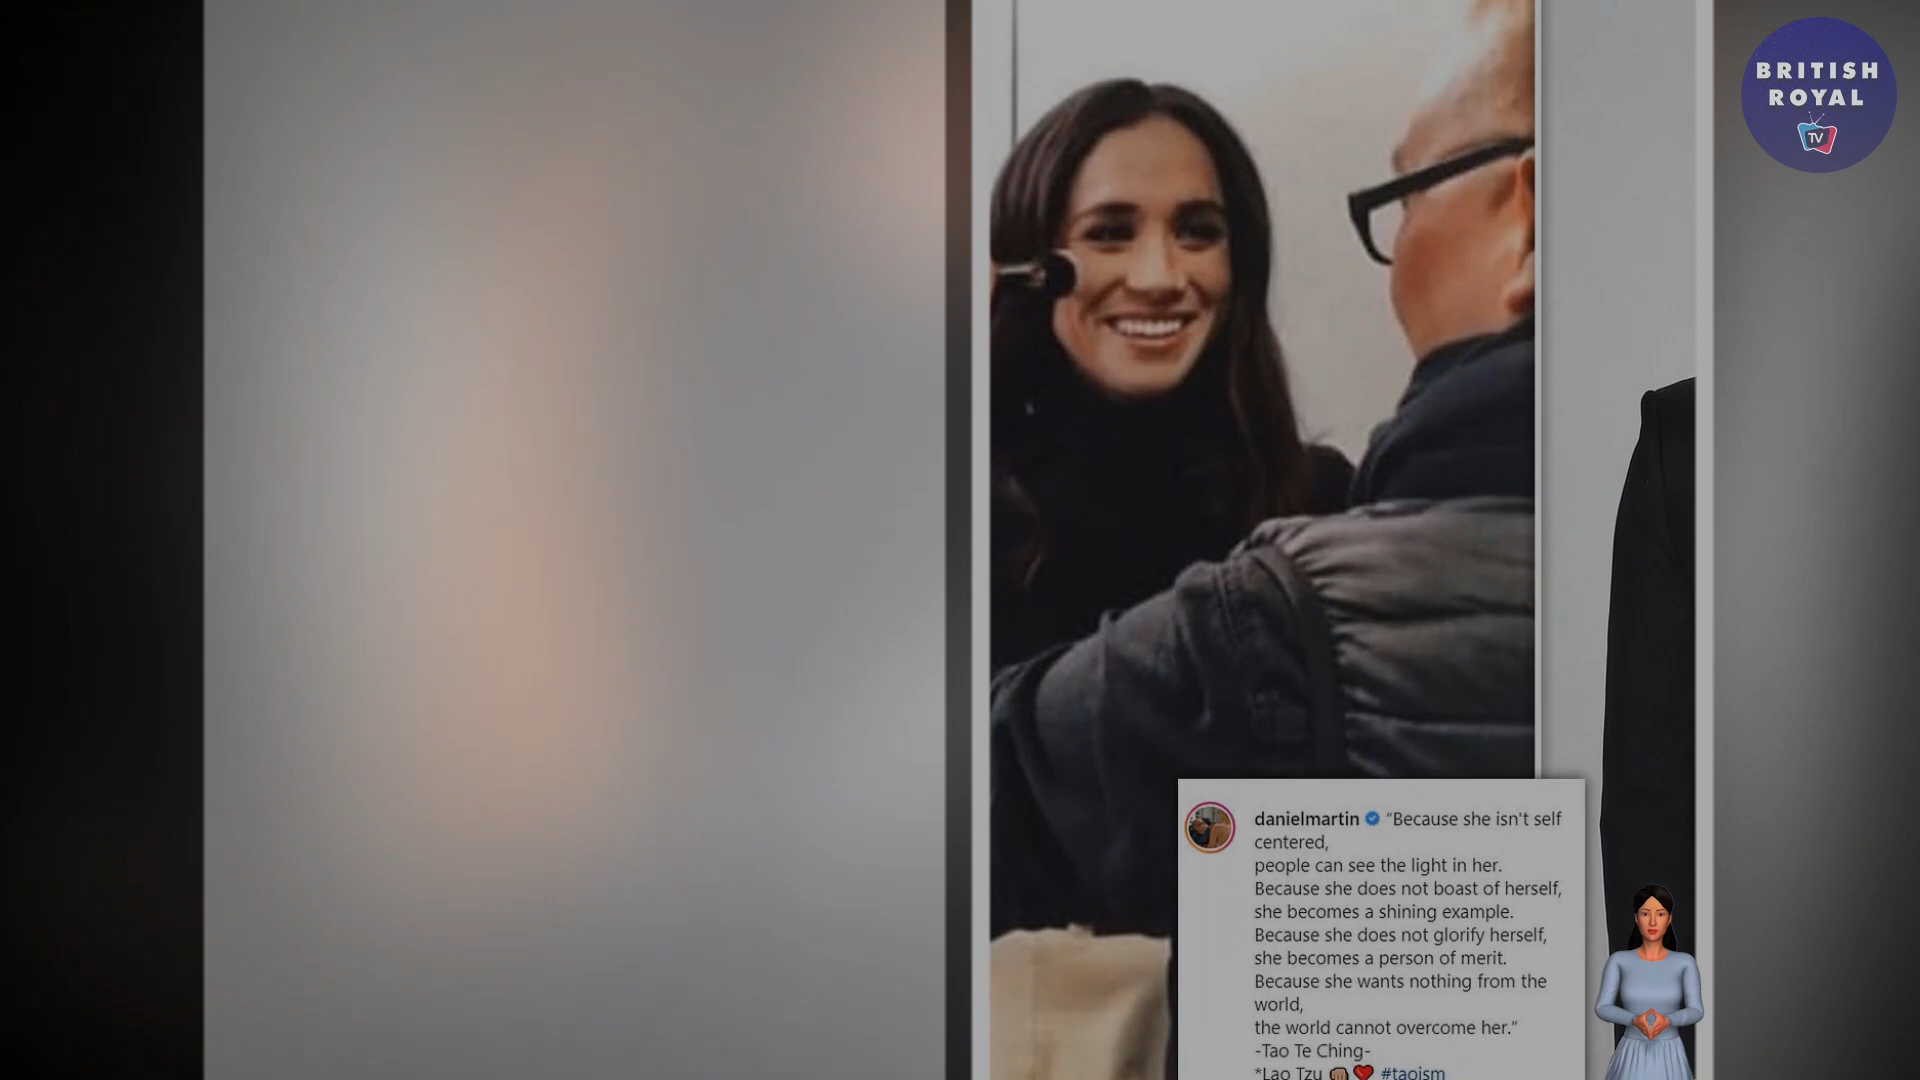 BRITISH
ROYAL
TV
danielmartin "Because she isn't self
centered,
people can see the light in her.
Because she does not boast of herself,
she becomes a shining example.
Because she does not glorify herself,
she becomes a person of merit.
Because she wants nothing from the
world,
the world cannot overcome her."
-Tao Te Ching-
*Lao Tzu 👊🏼❤️ #taoism